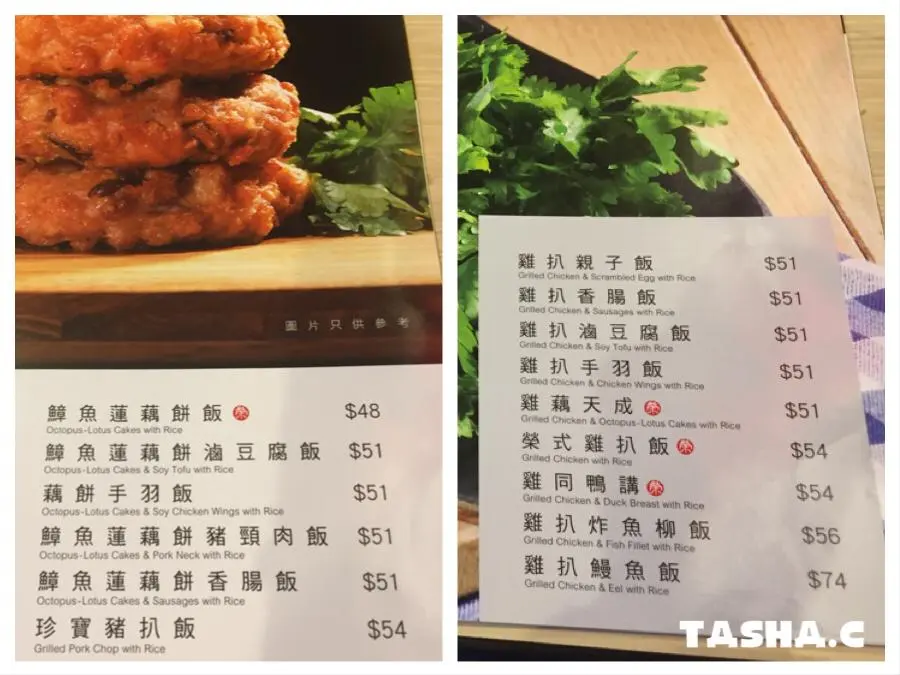 圖片只供參考
鱆魚蓮藕餅飯 榮 $48
Octopus-Lotus Cakes with Rice
鱆魚蓮藕餅滷豆腐飯 $51
Octopus-Lotus Cakes & Soy Tofu with Rice
藕餅手羽飯 $51
Octopus-Lotus Cakes & Soy Chicken Wings with Rice
鱆魚蓮藕餅豬頸肉飯 $51
Octopus-Lotus Cakes & Pork Neck with Rice
鱆魚蓮藕餅香腸飯 $51
Octopus-Lotus Cakes & Sausages with Rice
珍寶豬扒飯 $54
Grilled Pork Chop with Rice
雞扒親子飯 $51
Grilled Chicken & Scrambled Egg with Rice
雞扒香腸飯 $51
Grilled Chicken & Sausages with Rice
雞扒滷豆腐飯 $51
Grilled Chicken & Soy Tofu with Rice
雞扒手羽飯 $51
Grilled Chicken & Chicken Wings with Rice
雞藕天成 榮 $51
Grilled Chicken & Octopus-Lotus Cakes with Rice
榮式雞扒飯 榮 $54
Grilled Chicken with Rice
雞同鴨講 榮 $54
Grilled Chicken & Duck Breast with Rice
雞扒炸魚柳飯 $56
Grilled Chicken & Fish Fillet with Rice
雞扒鰻魚飯 $74
Grilled Chicken & Eel with Rice
TASHA.C